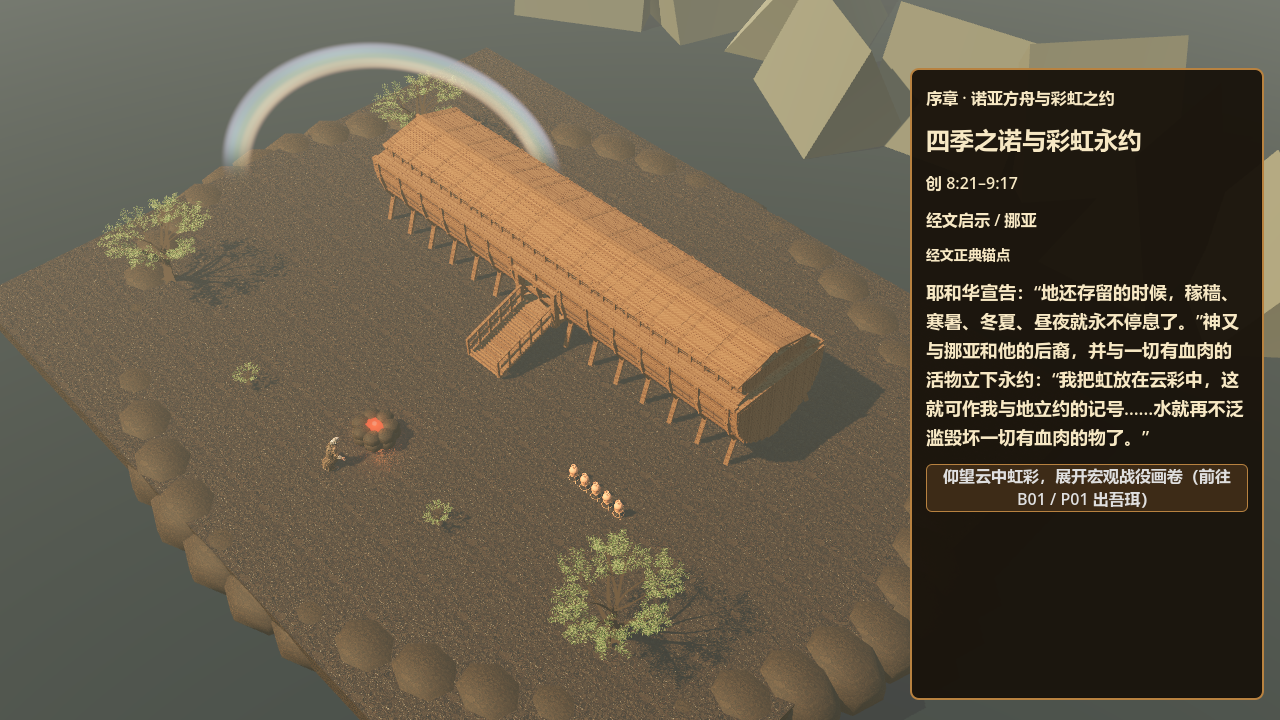 序章 · 诺亚方舟与彩虹之约
四季之诺与彩虹永约
创 8:21–9:17
经文启示 / 挪亚
经文正典锚点
耶和华宣告：“地还存留的时候，稼穑、
寒暑、冬夏、昼夜就永不停息了。”神又
与挪亚和他的后裔，并与一切有血肉的
活物立下永约：“我把虹放在云彩中，这
就可作我与地立约的记号……水就再不泛
滥毁坏一切有血肉的物了。”
仰望云中虹彩，展开宏观战役画卷（前往
B01 / P01 出吾珥）